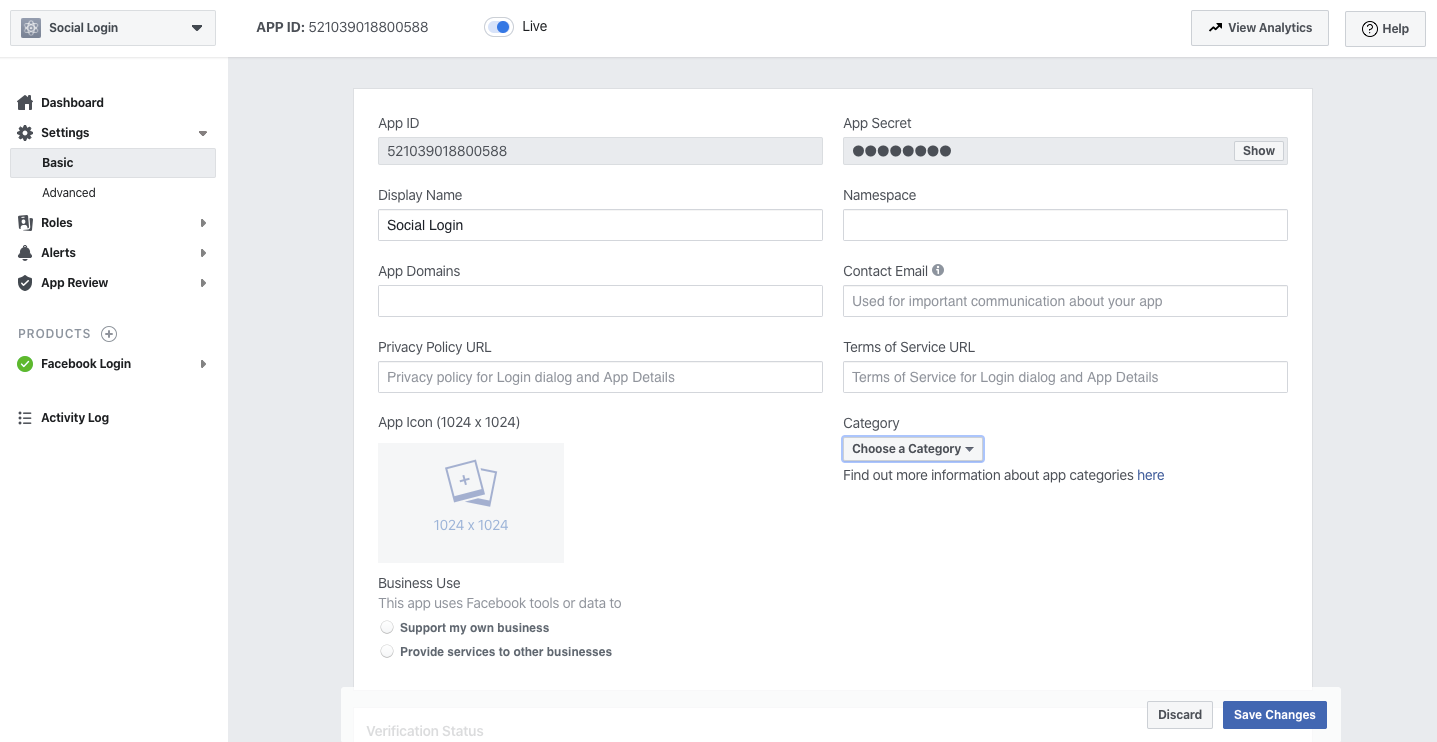 Social Login
APP ID: 521039018800588
Live
View Analytics
Help
Dashboard
Settings
Basic
Advanced
Roles
Alerts
App Review
PRODUCTS
Facebook Login
Activity Log
App ID
521039018800588
App Secret
●●●●●●●●
Show
Display Name
Social Login
Namespace
App Domains
Contact Email
Used for important communication about your app
Privacy Policy URL
Privacy policy for Login dialog and App Details
Terms of Service URL
Terms of Service for Login dialog and App Details
App Icon (1024 x 1024)
1024 x 1024
Category
Choose a Category
Find out more information about app categories here
Business Use
This app uses Facebook tools or data to
Support my own business
Provide services to other businesses
Discard
Save Changes
Verification Status